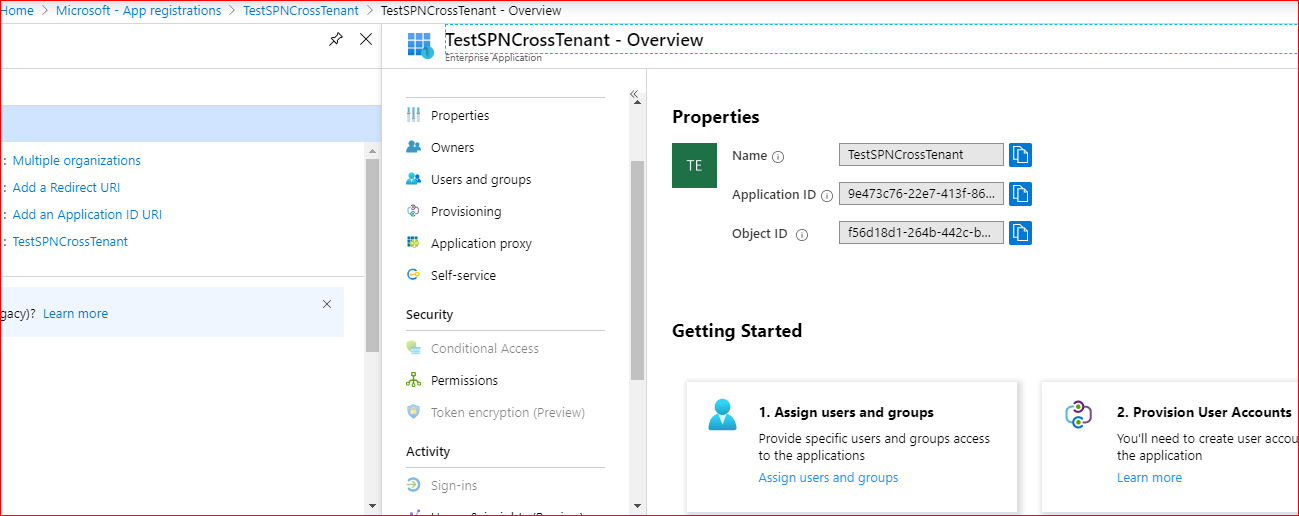 Home > Microsoft - App registrations > TestSPNCrossTenant > TestSPNCrossTenant - Overview
TestSPNCrossTenant - Overview
Enterprise Application
: Multiple organizations
: Add a Redirect URI
: Add an Application ID URI
: TestSPNCrossTenant
gacy)? Learn more
Properties
Owners
Users and groups
Provisioning
Application proxy
Self-service
Security
Conditional Access
Permissions
Token encryption (Preview)
Activity
Sign-ins
Properties
TE
Name
TestSPNCrossTenant
Application ID
9e473c76-22e7-413f-86...
Object ID
f56d18d1-264b-442c-b...
Getting Started
1. Assign users and groups
Provide specific users and groups access
to the applications
Assign users and groups
2. Provision User Accounts
You'll need to create user accou
the application
Learn more